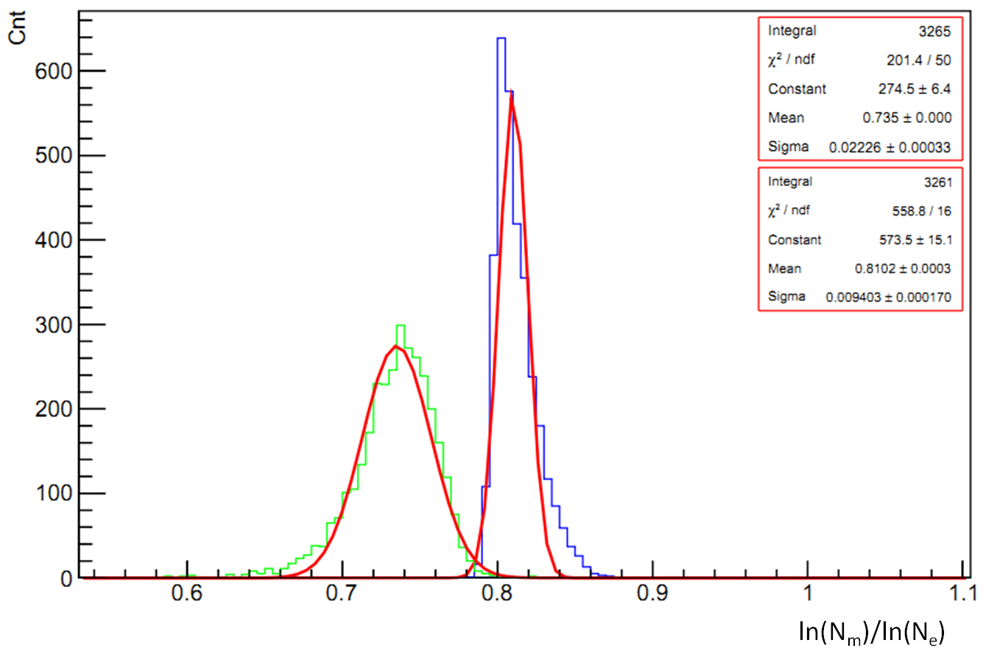 Cnt
600
500
400
300
200
100
0
0.6 0.7 0.8 0.9 1 1.1
ln(Nm)/ln(Ne)
Integral 3265
χ² / ndf 201.4 / 50
Constant 274.5 ± 6.4
Mean 0.735 ± 0.000
Sigma 0.02226 ± 0.00033
Integral 3261
χ² / ndf 558.8 / 16
Constant 573.5 ± 15.1
Mean 0.8102 ± 0.0003
Sigma 0.009403 ± 0.000170